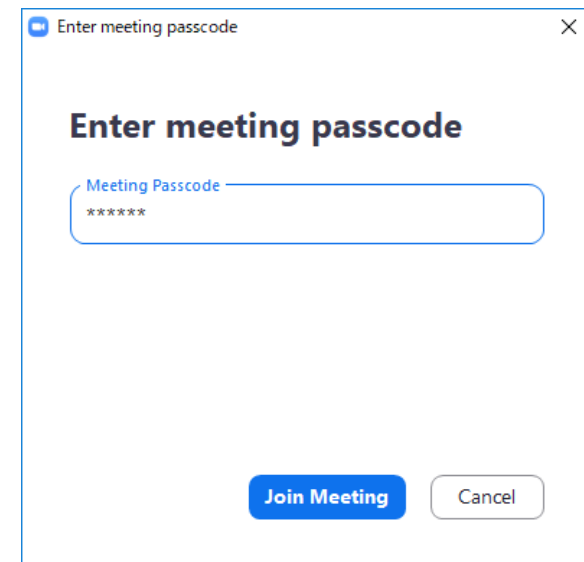 Enter meeting passcode
Enter meeting passcode
Meeting Passcode
******
Join Meeting
Cancel